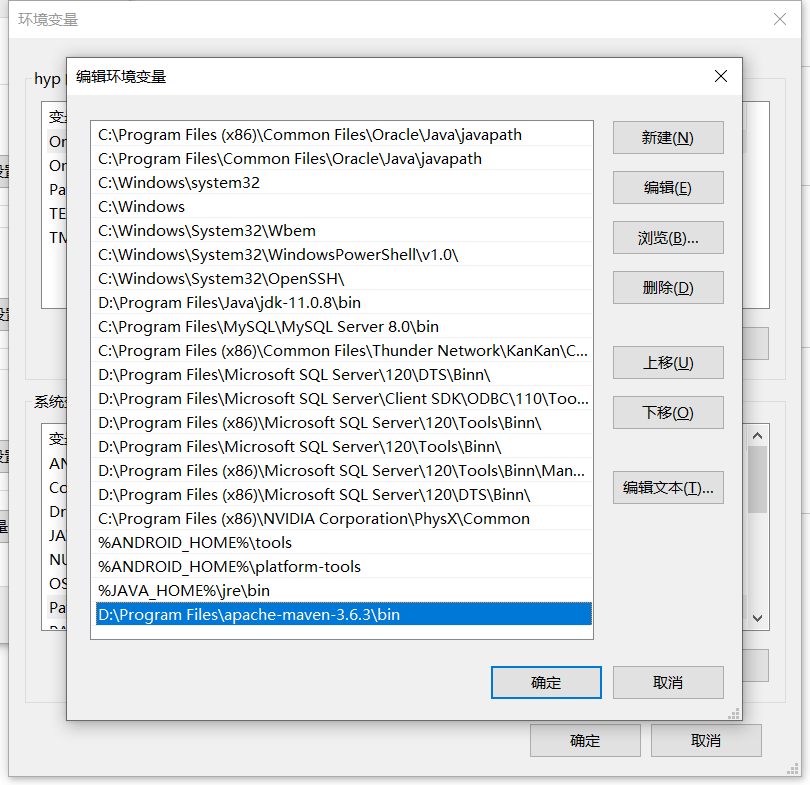 环境变量
hyp
编辑环境变量
变
Or
Or
Pa
TE
TM
C:\Program Files (x86)\Common Files\Oracle\Java\javapath
C:\Program Files\Common Files\Oracle\Java\javapath
C:\Windows\system32
C:\Windows
C:\Windows\System32\Wbem
C:\Windows\System32\WindowsPowerShell\v1.0\
C:\Windows\System32\OpenSSH\
D:\Program Files\Java\jdk-11.0.8\bin
C:\Program Files\MySQL\MySQL Server 8.0\bin
C:\Program Files (x86)\Common Files\Thunder Network\KanKan\C...
D:\Program Files\Microsoft SQL Server\120\DTS\Binn\
D:\Program Files\Microsoft SQL Server\Client SDK\ODBC\110\Too...
D:\Program Files (x86)\Microsoft SQL Server\120\Tools\Binn\
D:\Program Files\Microsoft SQL Server\120\Tools\Binn\
D:\Program Files (x86)\Microsoft SQL Server\120\Tools\Binn\Man...
D:\Program Files (x86)\Microsoft SQL Server\120\DTS\Binn\
C:\Program Files (x86)\NVIDIA Corporation\PhysX\Common
%ANDROID_HOME%\tools
%ANDROID_HOME%\platform-tools
%JAVA_HOME%\jre\bin
D:\Program Files\apache-maven-3.6.3\bin
新建(N)
编辑(E)
浏览(B)...
删除(D)
上移(U)
下移(O)
编辑文本(T)...
系统变
变
AN
Co
Dr
JA
NU
OS
Pa
确定
取消
确定
取消